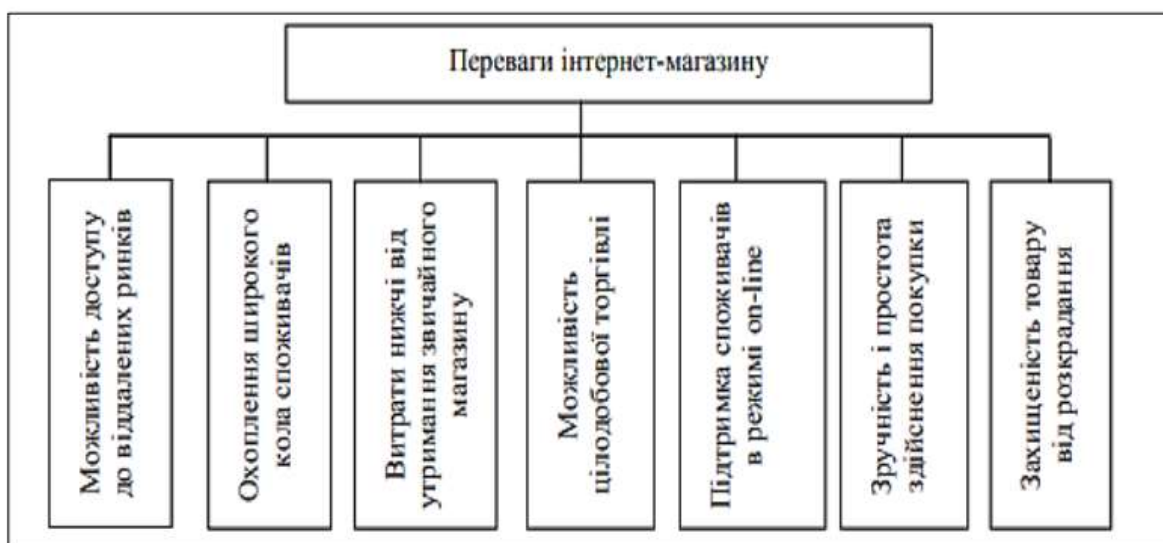 Переваги інтернет-магазину
Можливість доступу
до віддалених ринків
Охоплення широкого
кола споживачів
Витрати нижчі від
утримання звичайного
магазину
Можливість
цілодобової торгівлі
Підтримка споживачів
в режимі on-line
Зручність і простота
здійснення покупки
Захищеність товару
від розкрадання